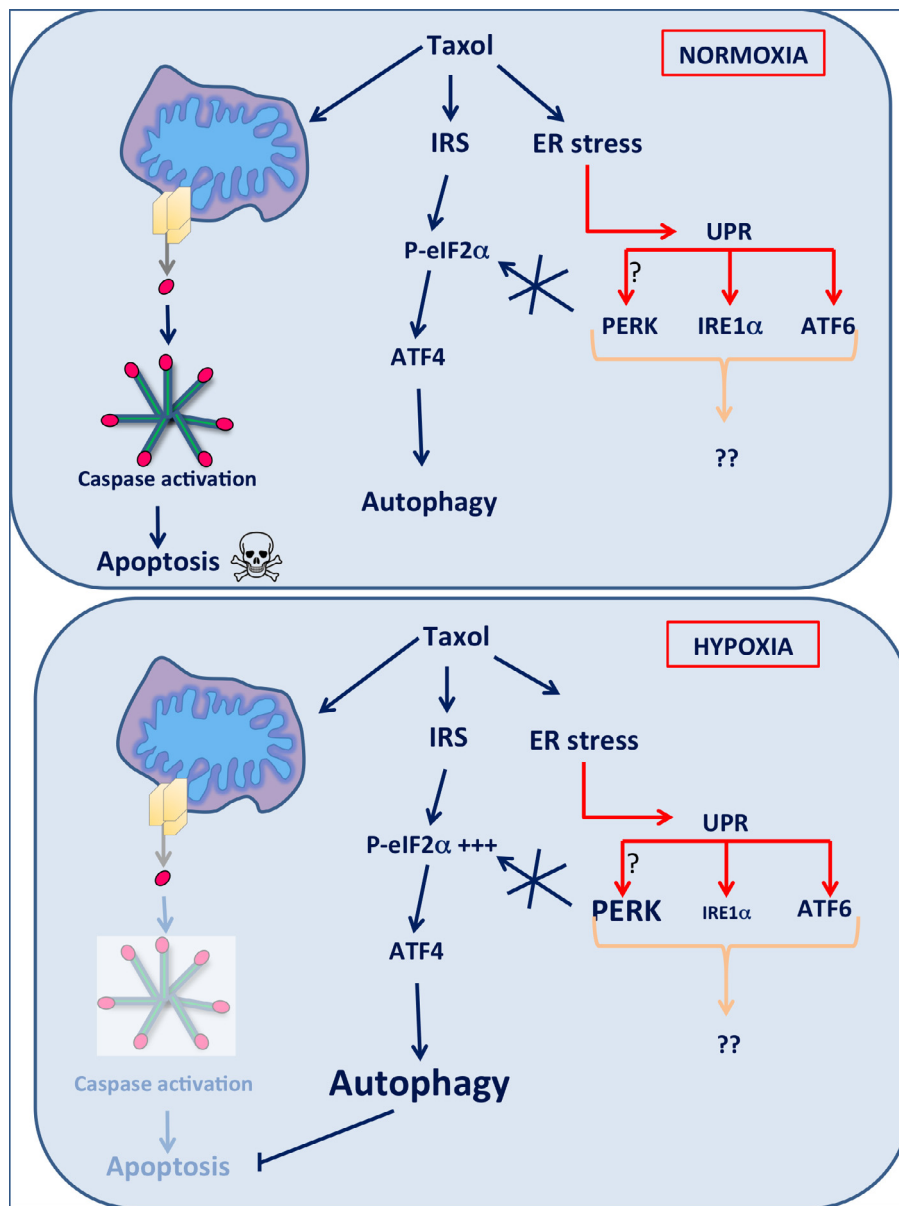 Taxol
NORMOXIA
IRS
ER stress
UPR
P-eIF2α
?
PERK
IRE1α
ATF6
ATF4
??
Caspase activation
Autophagy
Apoptosis
Taxol
HYPOXIA
IRS
ER stress
UPR
P-eIF2α +++
?
PERK
IRE1α
ATF6
ATF4
??
Caspase activation
Autophagy
Apoptosis